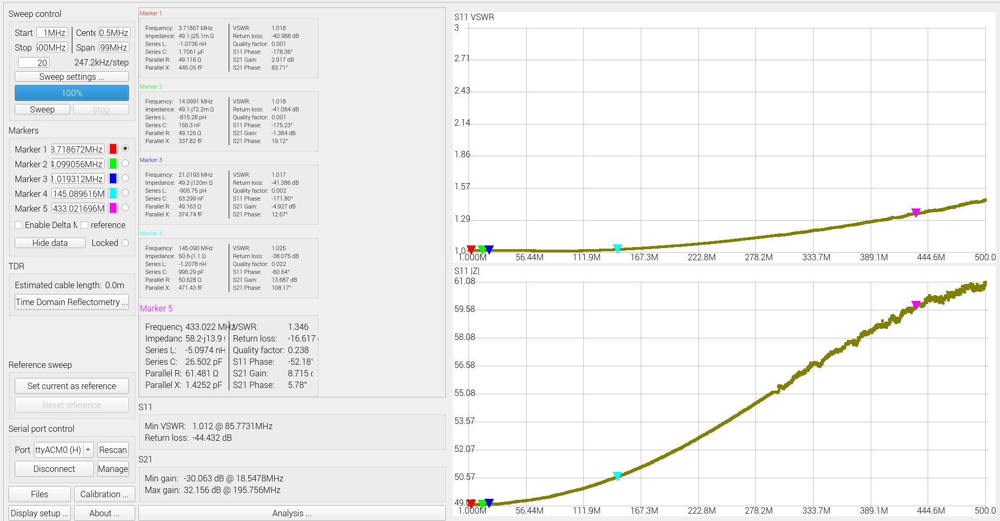 Sweep control
Start 1MHz Cente 0.5MHz
Stop 500MHz Span -99MHz
20 247.2kHz/step
Sweep settings ...
100%
Sweep Stop
Markers
Marker 1 3.718672MHz
Marker 2 4.099056MHz
Marker 3 1.019312MHz
Marker 4 145.089616M
Marker 5 433.021696M
Enable Delta M reference
Hide data Locked
TDR
Estimated cable length: 0.0m
Time Domain Reflectometry ...
Reference sweep
Set current as reference
Reset reference
Serial port control
Port ttyACM0 (H) Rescan
Disconnect Manage
Files Calibration ...
Display setup ... About ...
Marker 1
Frequency: 3.71867 MHz VSWR: 1.018
Impedance: 49.1-j25.1m Ω Return loss: -40.988 dB
Series L: -1.0736 nH Quality factor: 0.001
Series C: 1.7061 µF S11 Phase: -178.36°
Parallel R: 49.116 Ω S21 Gain: 2.917 dB
Parallel X: 445.05 fF S21 Phase: 83.71°
Marker 2
Frequency: 14.0991 MHz VSWR: 1.018
Impedance: 49.1-j72.2m Ω Return loss: -41.064 dB
Series L: -815.28 pH Quality factor: 0.001
Series C: 156.3 nF S11 Phase: -175.23°
Parallel R: 49.126 Ω S21 Gain: -1.384 dB
Parallel X: 337.82 fF S21 Phase: 19.12°
Marker 3
Frequency: 21.0193 MHz VSWR: 1.017
Impedance: 49.2-j120m Ω Return loss: -41.386 dB
Series L: -905.75 pH Quality factor: 0.002
Series C: 63.299 nF S11 Phase: -171.80°
Parallel R: 49.163 Ω S21 Gain: -4.927 dB
Parallel X: 374.74 fF S21 Phase: 12.67°
Marker 4
Frequency: 145.090 MHz VSWR: 1.025
Impedance: 50.6-j1.1 Ω Return loss: -38.075 dB
Series L: -1.2078 nH Quality factor: 0.022
Series C: 996.29 pF S11 Phase: -60.64°
Parallel R: 50.628 Ω S21 Gain: 13.687 dB
Parallel X: 471.43 fF S21 Phase: 108.17°
Marker 5
Frequency 433.022 MHz VSWR: 1.346
Impedanc 58.2-j13.9 Return loss: -16.617
Series L: -5.0974 nH Quality factor: 0.238
Series C: 26.502 pF S11 Phase: -52.18°
Parallel R: 61.481 Ω S21 Gain: 8.715
Parallel X: 1.4252 pF S21 Phase: 5.78°
S11
Min VSWR: 1.012 @ 85.7731MHz
Return loss: -44.432 dB
S21
Min gain: -30.063 dB @ 18.5478MHz
Max gain: 32.156 dB @ 195.756MHz
Analysis ...
S11 VSWR
3
2.71
2.43
2.14
1.86
1.57
1.29
1.0
1.000M 56.44M 111.9M 167.3M 222.8M 278.2M 333.7M 389.1M 444.6M 500.0
S11 |Z|
61.08
59.58
58.08
56.58
55.08
53.57
52.07
50.57
49.
1.000M 56.44M 111.9M 167.3M 222.8M 278.2M 333.7M 389.1M 444.6M 500.0